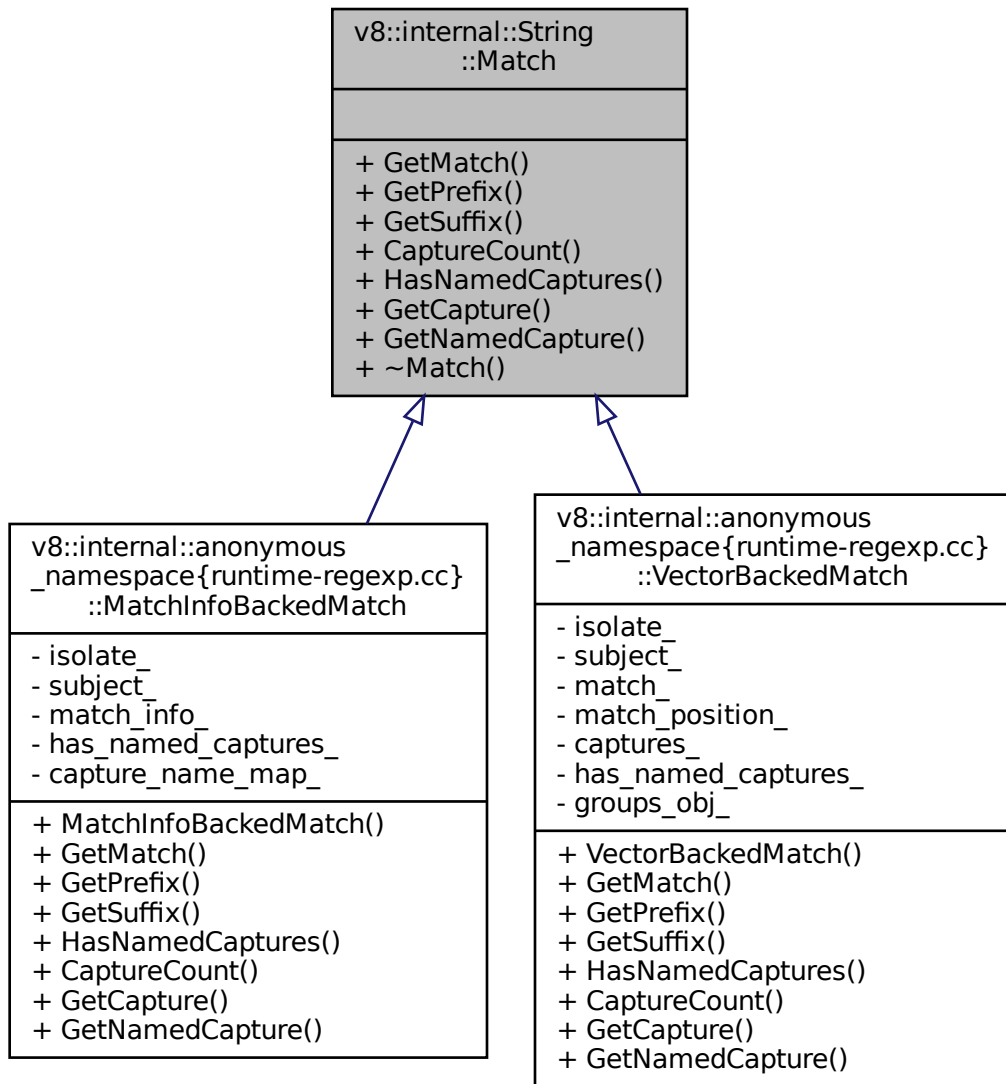 v8::internal::String
::Match
+ GetMatch()
+ GetPrefix()
+ GetSuffix()
+ CaptureCount()
+ HasNamedCaptures()
+ GetCapture()
+ GetNamedCapture()
+ ~Match()
v8::internal::anonymous
_namespace{runtime-regexp.cc}
::MatchInfoBackedMatch
- isolate_
- subject_
- match_info_
- has_named_captures_
- capture_name_map_
+ MatchInfoBackedMatch()
+ GetMatch()
+ GetPrefix()
+ GetSuffix()
+ HasNamedCaptures()
+ CaptureCount()
+ GetCapture()
+ GetNamedCapture()
v8::internal::anonymous
_namespace{runtime-regexp.cc}
::VectorBackedMatch
- isolate_
- subject_
- match_
- match_position_
- captures_
- has_named_captures_
- groups_obj_
+ VectorBackedMatch()
+ GetMatch()
+ GetPrefix()
+ GetSuffix()
+ HasNamedCaptures()
+ CaptureCount()
+ GetCapture()
+ GetNamedCapture()